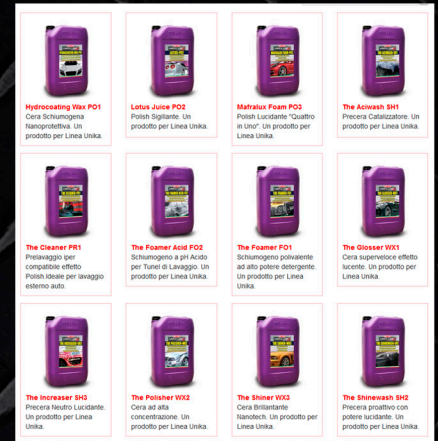 Hydrocoating Wax PO1
Cera Schiumogena
Nanoprotettiva. Un
prodotto per Linea Unika.
Lotus Juice PO2
Polish Sigillante. Un
prodotto per Linea Unika.
Matralux Foam PO3
Polish Lucidante "Quattro
in Uno". Un prodotto per
Linea Unika.
The Aciwash SH1
Precera Catalizzatore. Un
prodotto per Linea Unika.
The Cleaner PR1
Prelavaggio per
compatibile effetto
Polish.Ideale per lavaggio
esterno auto.
The Foamer Acid FO2
Schiumogeno a pH Acido
per Tunel di Lavaggio. Un
prodotto per Linea Unika.
The Foamer FO1
Schiumogeno polivalente
ad alto potere detergente.
Un prodotto per Linea
Unika.
The Glosser WX1
Cera superveloce effetto
lucente. Un prodotto per
Linea Unika.
The Increaser SH3
Precera Neutro Lucidante.
Un prodotto per Linea
Unika.
The Polisher WX2
Cera ad alta
concentrazione. Un
prodotto per Linea Unika.
The Shiner WX3
Cera Brillantante
Nanotech. Un prodotto per
Linea Unika.
The Shinewash SH2
Precera proattivo con
potere lucidante. Un
prodotto per Linea Unika.